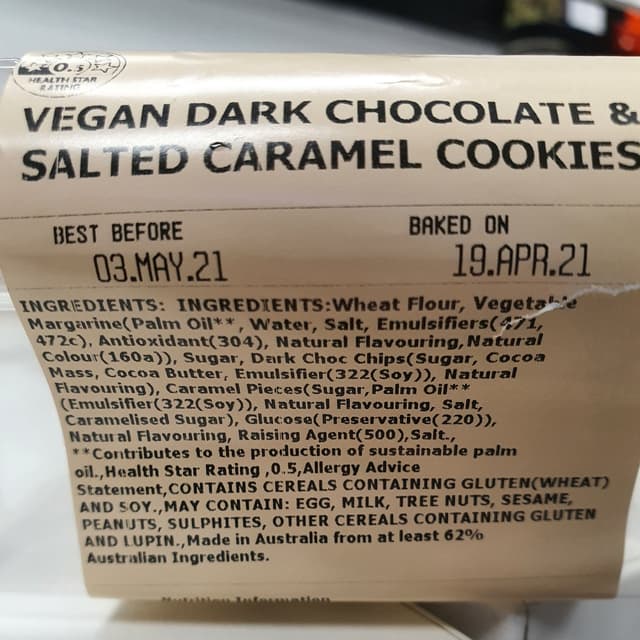 0.5
HEALTH STAR
RATING
VEGAN DARK CHOCOLATE &
SALTED CARAMEL COOKIES
BEST BEFORE
03.MAY.21
BAKED ON
19.APR.21
INGREDIENTS: INGREDIENTS:Wheat Flour, Vegetable
Margarine(Palm Oil**, Water, Salt, Emulsifiers(471,
472c), Antioxidant(304), Natural Flavouring,Natural
Colour(160a)), Sugar, Dark Choc Chips(Sugar, Cocoa
Mass, Cocoa Butter, Emulsifier(322(Soy)), Natural
Flavouring), Caramel Pieces(Sugar,Palm Oil**
(Emulsifier(322(Soy)), Natural Flavouring, Salt,
Caramelised Sugar), Glucose(Preservative(220)),
Natural Flavouring, Raising Agent(500),Salt.,
**Contributes to the production of sustainable palm
oil.,Health Star Rating ,0.5,Allergy Advice
Statement,CONTAINS CEREALS CONTAINING GLUTEN(WHEAT)
AND SOY.,MAY CONTAIN: EGG, MILK, TREE NUTS, SESAME,
PEANUTS, SULPHITES, OTHER CEREALS CONTAINING GLUTEN
AND LUPIN.,Made in Australia from at least 62%
Australian Ingredients.
Nutrition Information